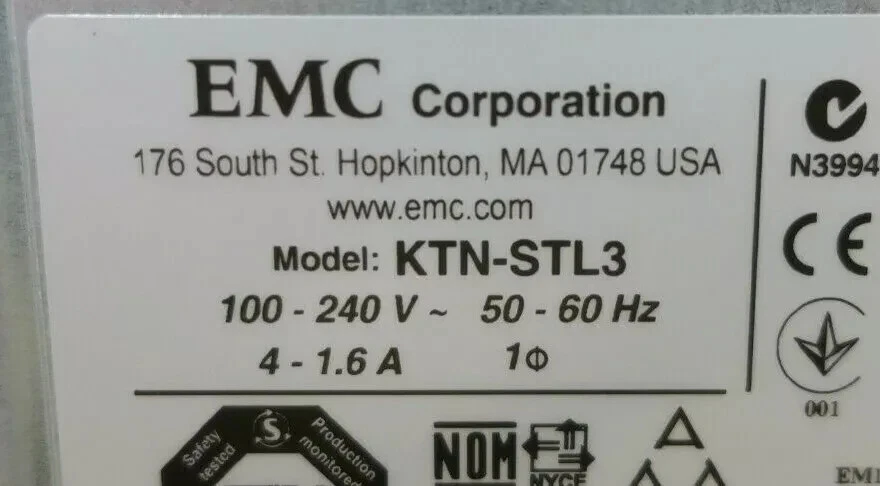 EMC Corporation
176 South St. Hopkinton, MA 01748 USA
www.emc.com
Model: KTN-STL3
100 - 240 V ~ 50 - 60 Hz
4 - 1.6 A 1Φ
N3994
CE
001
Safety tested
S
Production monitored
NOM
NYCE